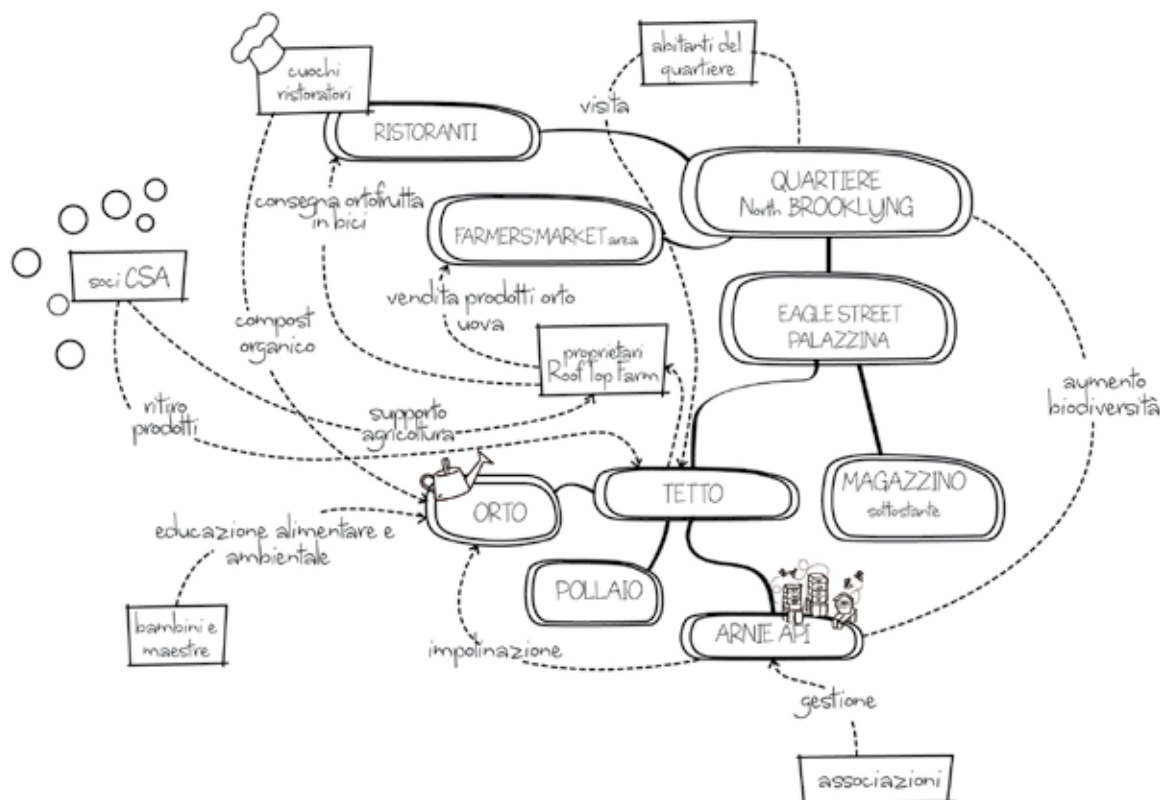 abitanti del
quartiere
cuochi
ristoratori
visita
RISTORANTI
QUARTIERE
North BROOKLYNG
consegna ortofrutta
in bici
FARMERS'MARKET area
soci CSA
vendita prodotti orto
uova
EAGLE STREET
PALAZZINA
compost
organico
proprietari
Roof Top Farm
aumento
biodiversità
ritiro
prodotti
supporto
agricoltura
TETTO
MAGAZZINO
sottostante
ORTO
educazione alimentare e
ambientale
POLLAIO
bambini e
maestre
ARNIE API
impolinazione
gestione
associazioni